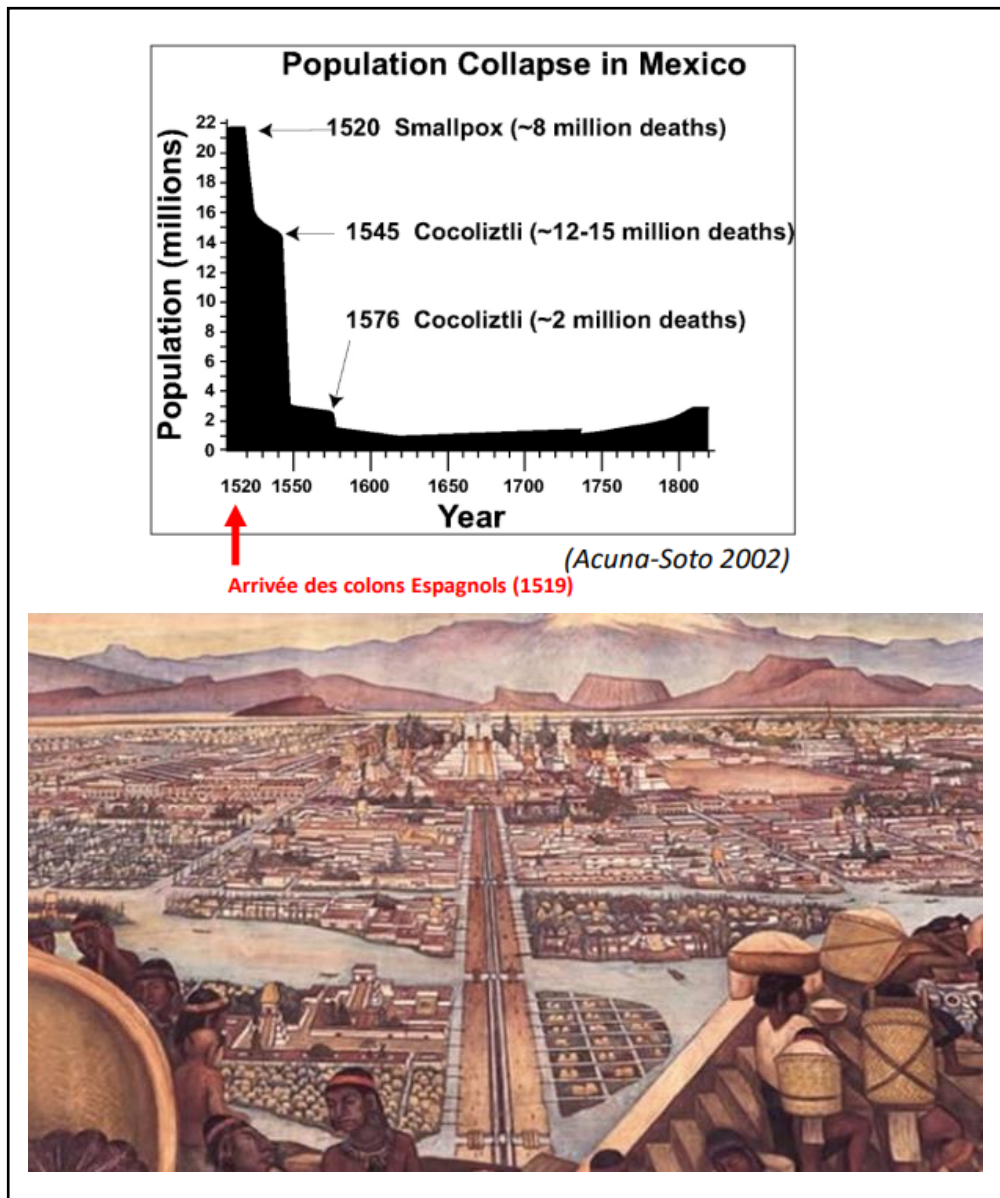 Population Collapse in Mexico
Population (millions)
22
20
18
16
14
12
10
8
6
4
2
0
1520 Smallpox (~8 million deaths)
1545 Cocoliztli (~12-15 million deaths)
1576 Cocoliztli (~2 million deaths)
1520 1550 1600 1650 1700 1750 1800
Year
(Acuna-Soto 2002)
Arrivée des colons Espagnols (1519)